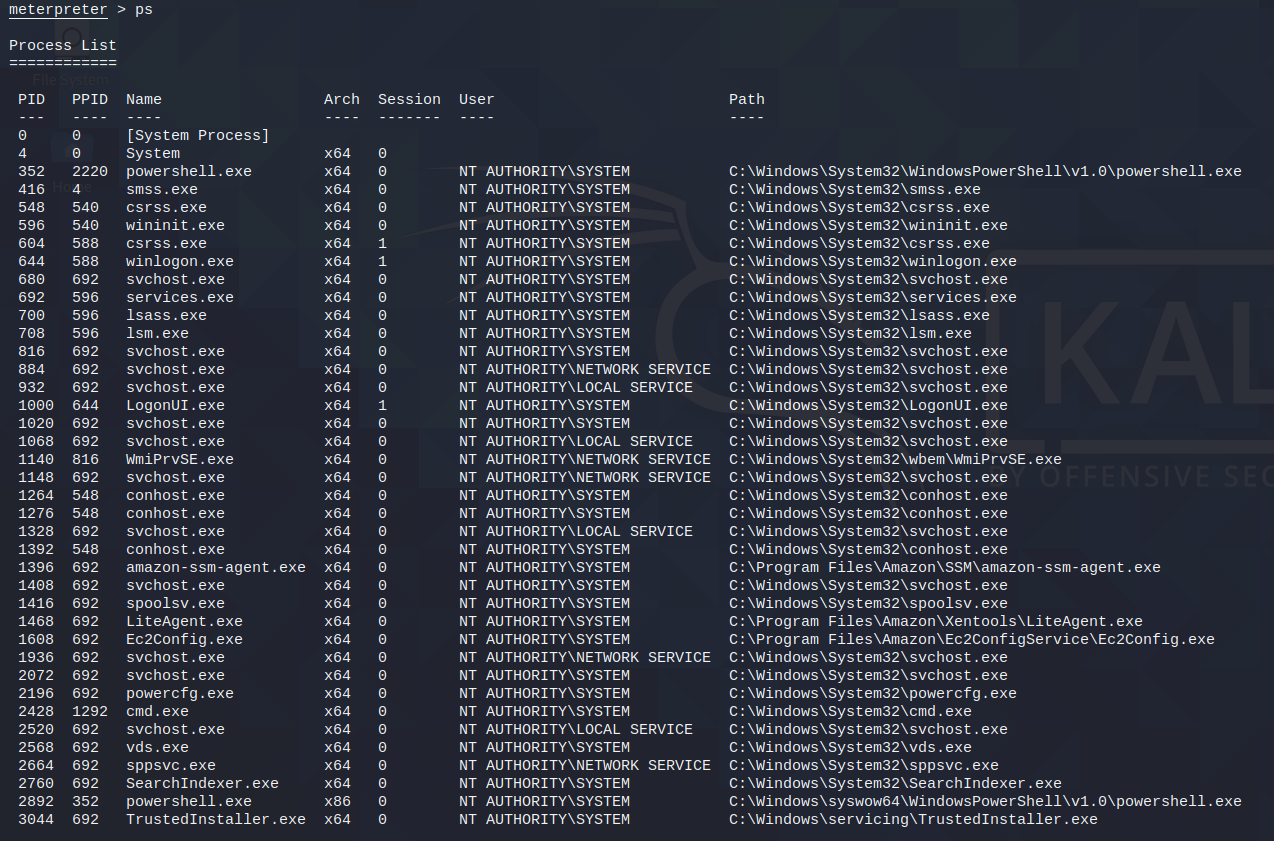 meterpreter > ps
Process List
============
File System
PID PPID Name Arch Session User Path
--- ---- ---- ---- ------- ---- ----
0 0 [System Process]
4 0 System x64 0
352 2220 powershell.exe x64 0 NT AUTHORITY\SYSTEM C:\Windows\System32\WindowsPowerShell\v1.0\powershell.exe
Home
416 4 smss.exe x64 0 NT AUTHORITY\SYSTEM C:\Windows\System32\smss.exe
548 540 csrss.exe x64 0 NT AUTHORITY\SYSTEM C:\Windows\System32\csrss.exe
596 540 wininit.exe x64 0 NT AUTHORITY\SYSTEM C:\Windows\System32\wininit.exe
604 588 csrss.exe x64 1 NT AUTHORITY\SYSTEM C:\Windows\System32\csrss.exe
644 588 winlogon.exe x64 1 NT AUTHORITY\SYSTEM C:\Windows\System32\winlogon.exe
680 692 svchost.exe x64 0 NT AUTHORITY\SYSTEM C:\Windows\System32\svchost.exe
692 596 services.exe x64 0 NT AUTHORITY\SYSTEM C:\Windows\System32\services.exe
700 596 lsass.exe x64 0 NT AUTHORITY\SYSTEM C:\Windows\System32\lsass.exe
708 596 lsm.exe x64 0 NT AUTHORITY\SYSTEM C:\Windows\System32\lsm.exe
816 692 svchost.exe x64 0 NT AUTHORITY\SYSTEM C:\Windows\System32\svchost.exe
884 692 svchost.exe x64 0 NT AUTHORITY\NETWORK SERVICE C:\Windows\System32\svchost.exe
932 692 svchost.exe x64 0 NT AUTHORITY\LOCAL SERVICE C:\Windows\System32\svchost.exe
1000 644 LogonUI.exe x64 1 NT AUTHORITY\SYSTEM C:\Windows\System32\LogonUI.exe
1020 692 svchost.exe x64 0 NT AUTHORITY\SYSTEM C:\Windows\System32\svchost.exe
1068 692 svchost.exe x64 0 NT AUTHORITY\LOCAL SERVICE C:\Windows\System32\svchost.exe
1140 816 WmiPrvSE.exe x64 0 NT AUTHORITY\NETWORK SERVICE C:\Windows\System32\wbem\WmiPrvSE.exe
1148 692 svchost.exe x64 0 NT AUTHORITY\NETWORK SERVICE C:\Windows\System32\svchost.exe
1264 548 conhost.exe x64 0 NT AUTHORITY\SYSTEM C:\Windows\System32\conhost.exe
1276 548 conhost.exe x64 0 NT AUTHORITY\SYSTEM C:\Windows\System32\conhost.exe
1328 692 svchost.exe x64 0 NT AUTHORITY\LOCAL SERVICE C:\Windows\System32\svchost.exe
1392 548 conhost.exe x64 0 NT AUTHORITY\SYSTEM C:\Windows\System32\conhost.exe
1396 692 amazon-ssm-agent.exe x64 0 NT AUTHORITY\SYSTEM C:\Program Files\Amazon\SSM\amazon-ssm-agent.exe
1408 692 svchost.exe x64 0 NT AUTHORITY\SYSTEM C:\Windows\System32\svchost.exe
1416 692 spoolsv.exe x64 0 NT AUTHORITY\SYSTEM C:\Windows\System32\spoolsv.exe
1468 692 LiteAgent.exe x64 0 NT AUTHORITY\SYSTEM C:\Program Files\Amazon\Xentools\LiteAgent.exe
1608 692 Ec2Config.exe x64 0 NT AUTHORITY\SYSTEM C:\Program Files\Amazon\Ec2ConfigService\Ec2Config.exe
1936 692 svchost.exe x64 0 NT AUTHORITY\NETWORK SERVICE C:\Windows\System32\svchost.exe
2072 692 svchost.exe x64 0 NT AUTHORITY\SYSTEM C:\Windows\System32\svchost.exe
2196 692 powercfg.exe x64 0 NT AUTHORITY\SYSTEM C:\Windows\System32\powercfg.exe
2428 1292 cmd.exe x64 0 NT AUTHORITY\SYSTEM C:\Windows\System32\cmd.exe
2520 692 svchost.exe x64 0 NT AUTHORITY\LOCAL SERVICE C:\Windows\System32\svchost.exe
2568 692 vds.exe x64 0 NT AUTHORITY\SYSTEM C:\Windows\System32\vds.exe
2664 692 sppsvc.exe x64 0 NT AUTHORITY\NETWORK SERVICE C:\Windows\System32\sppsvc.exe
2760 692 SearchIndexer.exe x64 0 NT AUTHORITY\SYSTEM C:\Windows\System32\SearchIndexer.exe
2892 352 powershell.exe x86 0 NT AUTHORITY\SYSTEM C:\Windows\syswow64\WindowsPowerShell\v1.0\powershell.exe
3044 692 TrustedInstaller.exe x64 0 NT AUTHORITY\SYSTEM C:\Windows\servicing\TrustedInstaller.exe
KAL
BY OFFENSIVE SEC